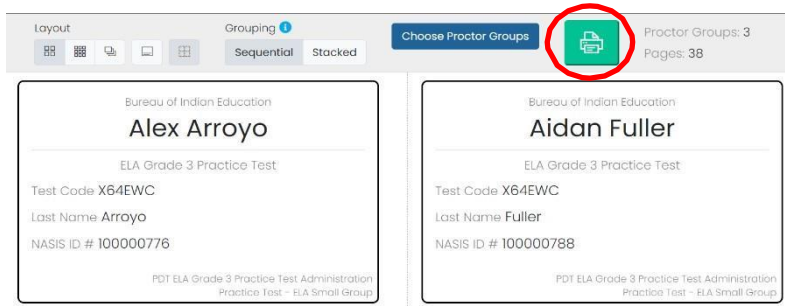 Layout
Grouping
Sequential Stacked
Choose Proctor Groups
Proctor Groups: 3
Pages: 38
Bureau of Indian Education
Alex Arroyo
ELA Grade 3 Practice Test
Test Code X64EWC
Last Name Arroyo
NASIS ID # 100000776
PDT ELA Grade 3 Practice Test Administration
Practice Test - ELA Small Group
Bureau of Indian Education
Aidan Fuller
ELA Grade 3 Practice Test
Test Code X64EWC
Last Name Fuller
NASIS ID # 100000788
PDT ELA Grade 3 Practice Test Administration
Practice Test - ELA Small Group